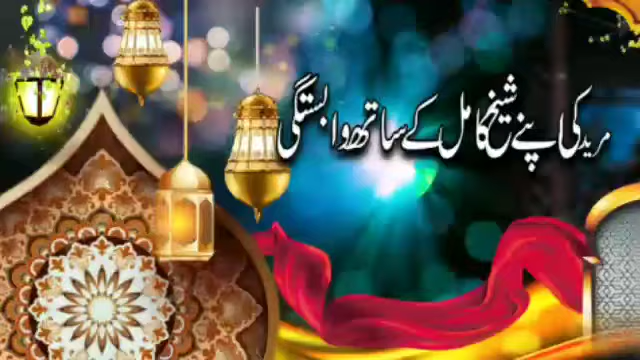 مرید کی اپنے شیخ کامل کے ساتھ وابستگی